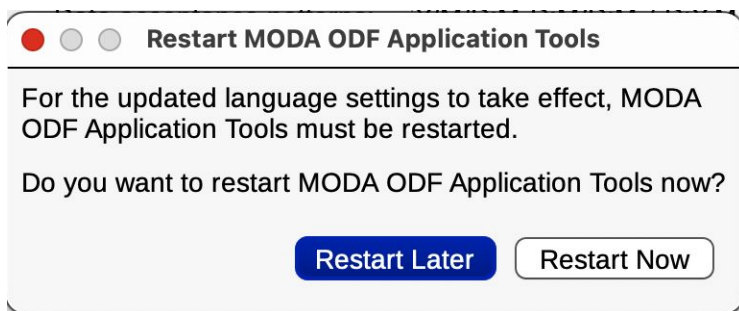 Restart MODA ODF Application Tools
For the updated language settings to take effect, MODA
ODF Application Tools must be restarted.
Do you want to restart MODA ODF Application Tools now?
Restart Later
Restart Now